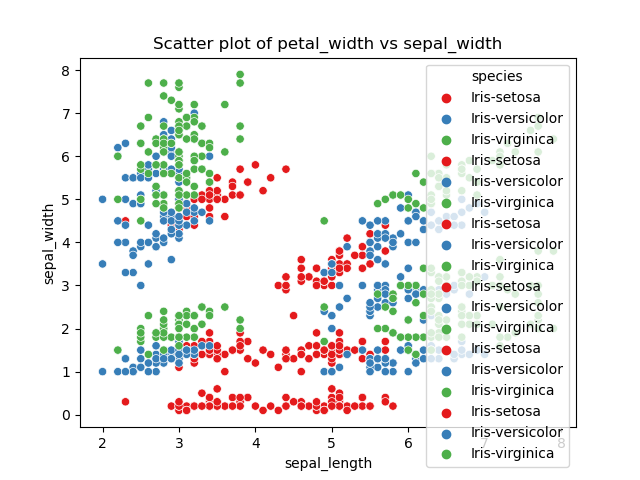 Scatter plot of petal_width vs sepal_width
8
7
6
5
4
3
2
1
0
sepal_width
2
3
4
5
6
7
8
sepal_length
species
Iris-setosa
Iris-versicolor
Iris-virginica
Iris-setosa
Iris-versicolor
Iris-virginica
Iris-setosa
Iris-versicolor
Iris-virginica
Iris-setosa
Iris-versicolor
Iris-virginica
Iris-setosa
Iris-versicolor
Iris-virginica
Iris-setosa
Iris-versicolor
Iris-virginica